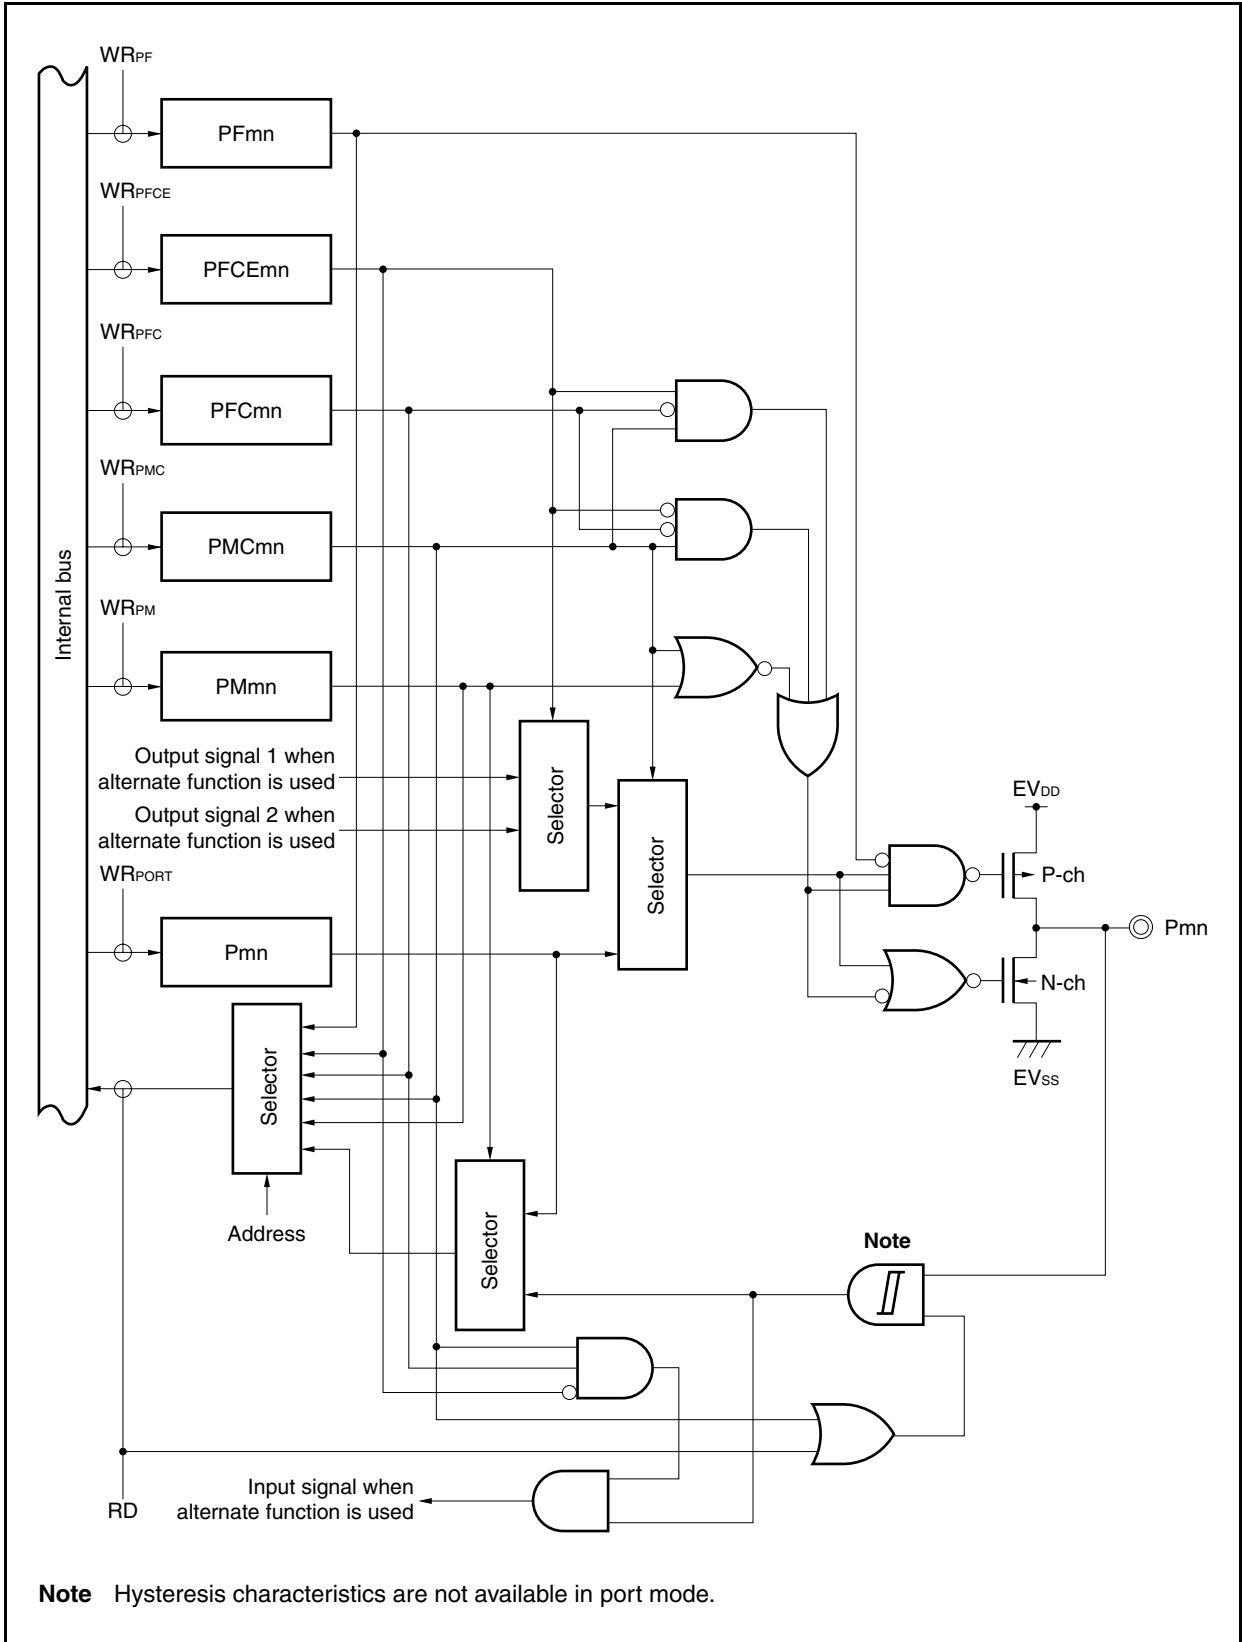 WRPF
PFmn
WRPFCE
PFCEmn
WRPFC
PFCmn
WRPMC
PMCmn
Internal bus
WRPM
PMmn
Output signal 1 when
alternate function is used
Output signal 2 when
alternate function is used
Selector
Selector
EVDD
P-ch
WRPORT
Pmn
Pmn
N-ch
EVSS
Selector
Address
Selector
Note
Input signal when
alternate function is used
RD
Note Hysteresis characteristics are not available in port mode.